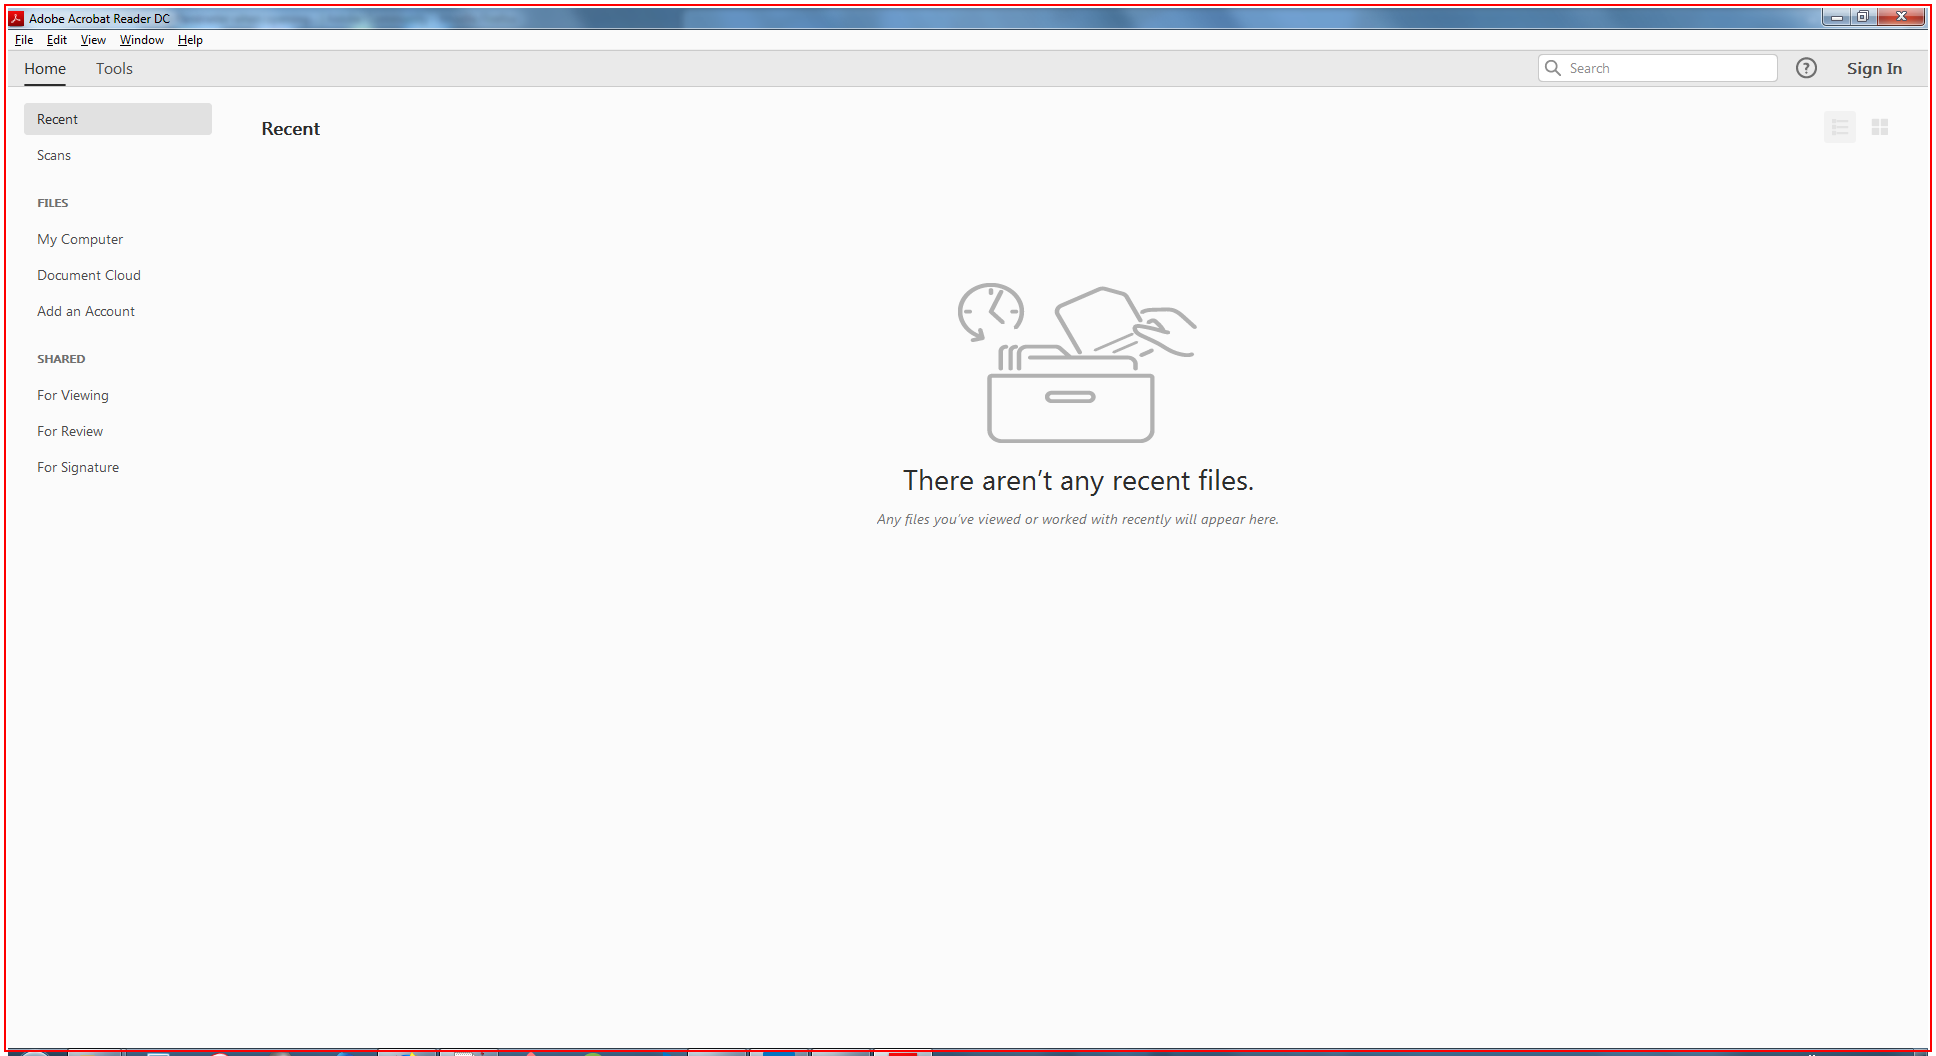 Adobe Acrobat Reader DC
File Edit View Window Help
Home Tools Search ? Sign In
Recent
Scans
FILES
My Computer
Document Cloud
Add an Account
SHARED
For Viewing
For Review
For Signature
Recent
There aren't any recent files.
Any files you've viewed or worked with recently will appear here.